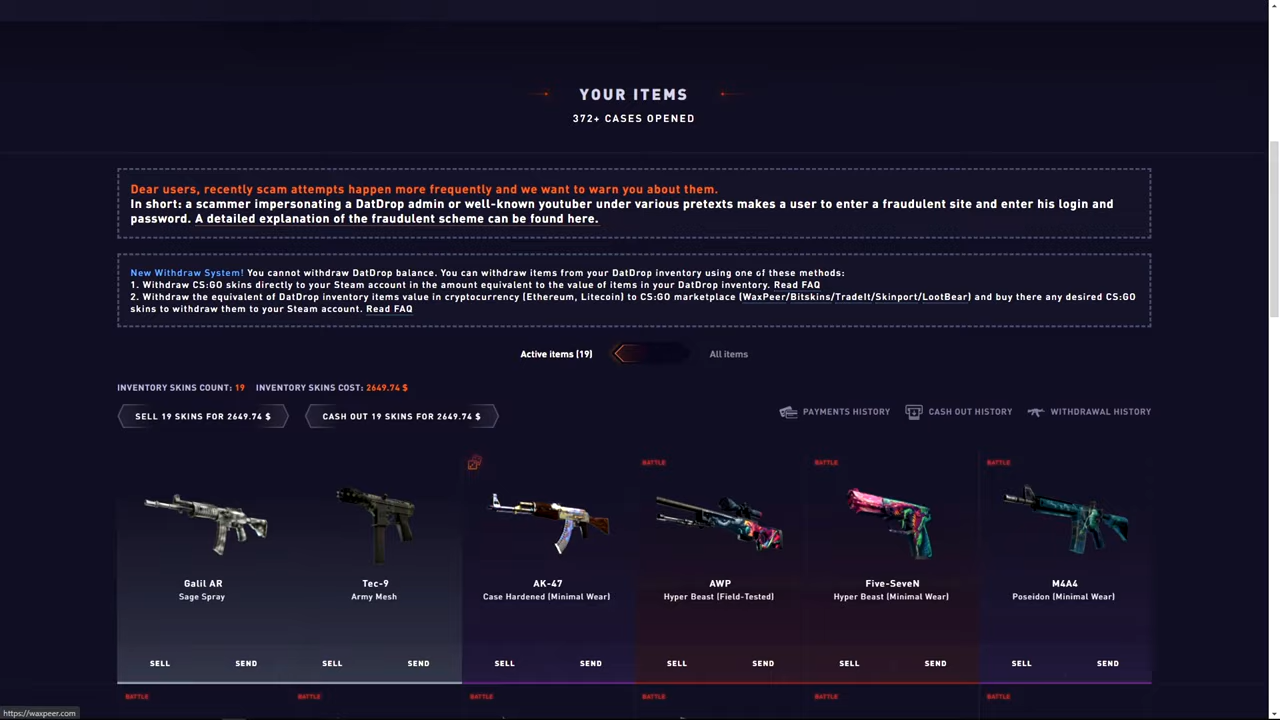 YOUR ITEMS
372+ CASES OPENED
Dear users, recently scam attempts happen more frequently and we want to warn you about them.
In short: a scammer impersonating a DatDrop admin or well-known youtuber under various pretexts makes a user to enter a fraudulent site and enter his login and
password. A detailed explanation of the fraudulent scheme can be found here.
New Withdraw System! You cannot withdraw DatDrop balance. You can withdraw items from your DatDrop inventory using one of these methods:
1. Withdraw CS:GO skins directly to your Steam account in the amount equivalent to the value of items in your DatDrop inventory. Read FAQ
2. Withdraw the equivalent of DatDrop inventory items value in cryptocurrency (Ethereum, Litecoin) to CS:GO marketplace (WaxPeer/Bitskins/TradeIt/Skinport/LootBear) and buy there any desired CS:GO
skins to withdraw them to your Steam account. Read FAQ
Active items (19) All items
INVENTORY SKINS COUNT: 19 INVENTORY SKINS COST: 2649.74 $
SELL 19 SKINS FOR 2649.74 $ CASH OUT 19 SKINS FOR 2649.74 $ PAYMENTS HISTORY CASH OUT HISTORY WITHDRAWAL HISTORY
BATTLE BATTLE BATTLE
Galil AR Tec-9 AK-47 AWP Five-SeveN M4A4
Sage Spray Army Mesh Case Hardened (Minimal Wear) Hyper Beast (Field-Tested) Hyper Beast (Minimal Wear) Poseidon (Minimal Wear)
SELL SEND SELL SEND SELL SEND SELL SEND SELL SEND SELL SEND
BATTLE BATTLE BATTLE BATTLE BATTLE BATTLE
https://waxpeer.com